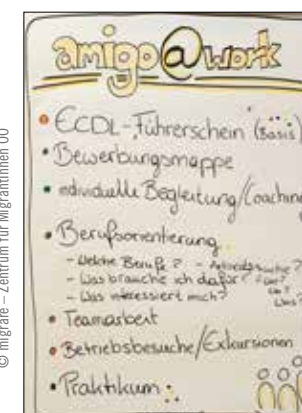 amigo@work
• ECDL-Führerschein (Basis)
• Bewerbungsmappe
• individuelle Begleitung/Coaching
• Berufsorientierung
- Welche Berufe? -
- Was brauche ich dafür?
- Was interessiert mich?
• Teamarbeit
• Betriebsbesuche/Exkursionen
• Praktikum
© migrare – Zentrum für MigrantInnen OÖ